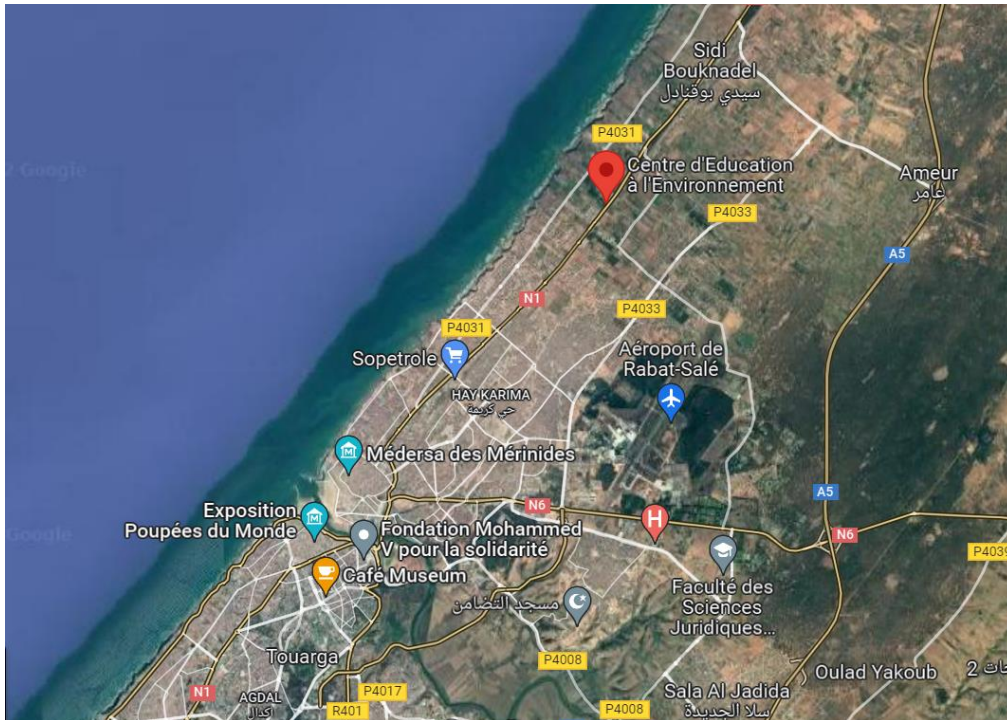 Sidi
Bouknadel
سيدي بوقنادل
P4031
Centre d'Education
à l'Environnement
2 Google
Ameur
عامر
P4033
A5
N1
P4033
P4031
Sopetrole
Aéroport de
Rabat-Salé
HAY KARIMA
حي كريمة
Médersa des Mérinides
A5
N6
H
Exposition
Poupées du Monde
Google
Fondation Mohammed
V pour la solidarité
N6
P4039
Café Museum
Faculté des
Sciences
Juridiques...
مسجد التضامن
Touarga
P4008
Oulad Yakoub
N1
AGDAL
أكدال
P4017
R401
Sala Al Jadida
سلا الجديدة
P4008